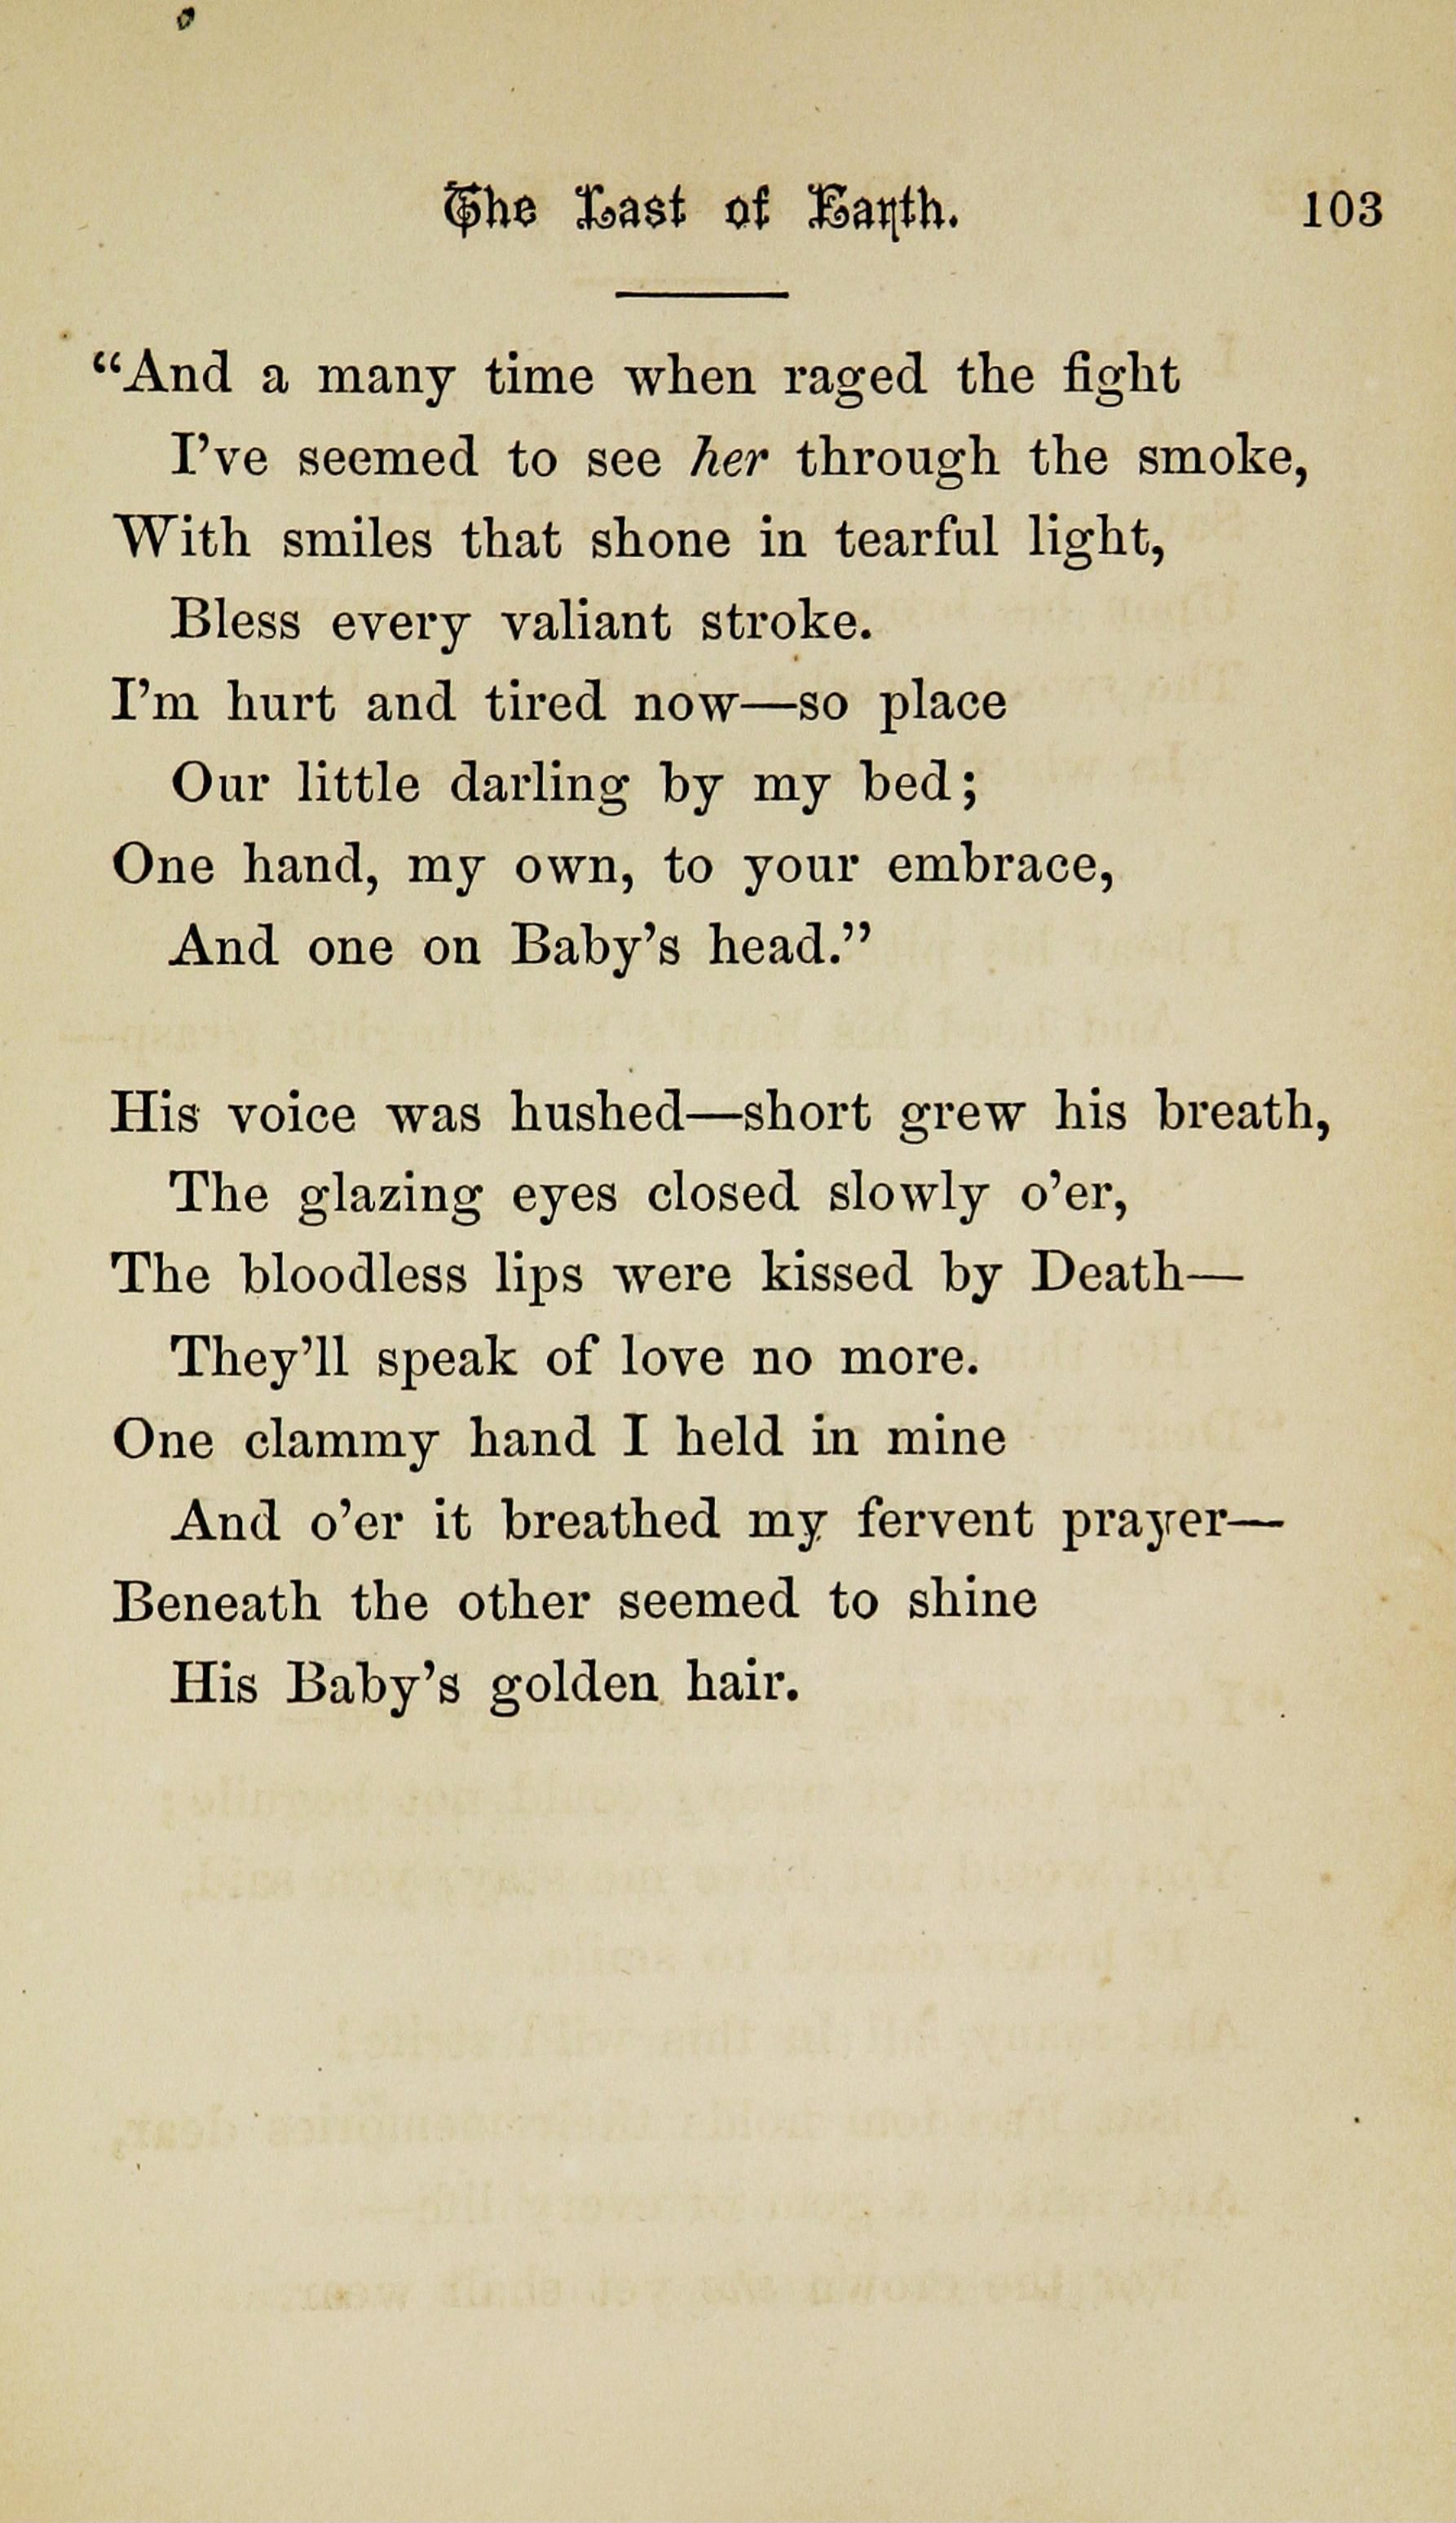 The Last of Earth. 103
“And a many time when raged the fight
I’ve seemed to see her through the smoke,
With smiles that shone in tearful light,
Bless every valiant stroke.
I’m hurt and tired now—so place
Our little darling by my bed;
One hand, my own, to your embrace,
And one on Baby’s head.”
His voice was hushed—short grew his breath,
The glazing eyes closed slowly o’er,
The bloodless lips were kissed by Death—
They’ll speak of love no more.
One clammy hand I held in mine
And o’er it breathed my fervent prayer—
Beneath the other seemed to shine
His Baby’s golden hair.